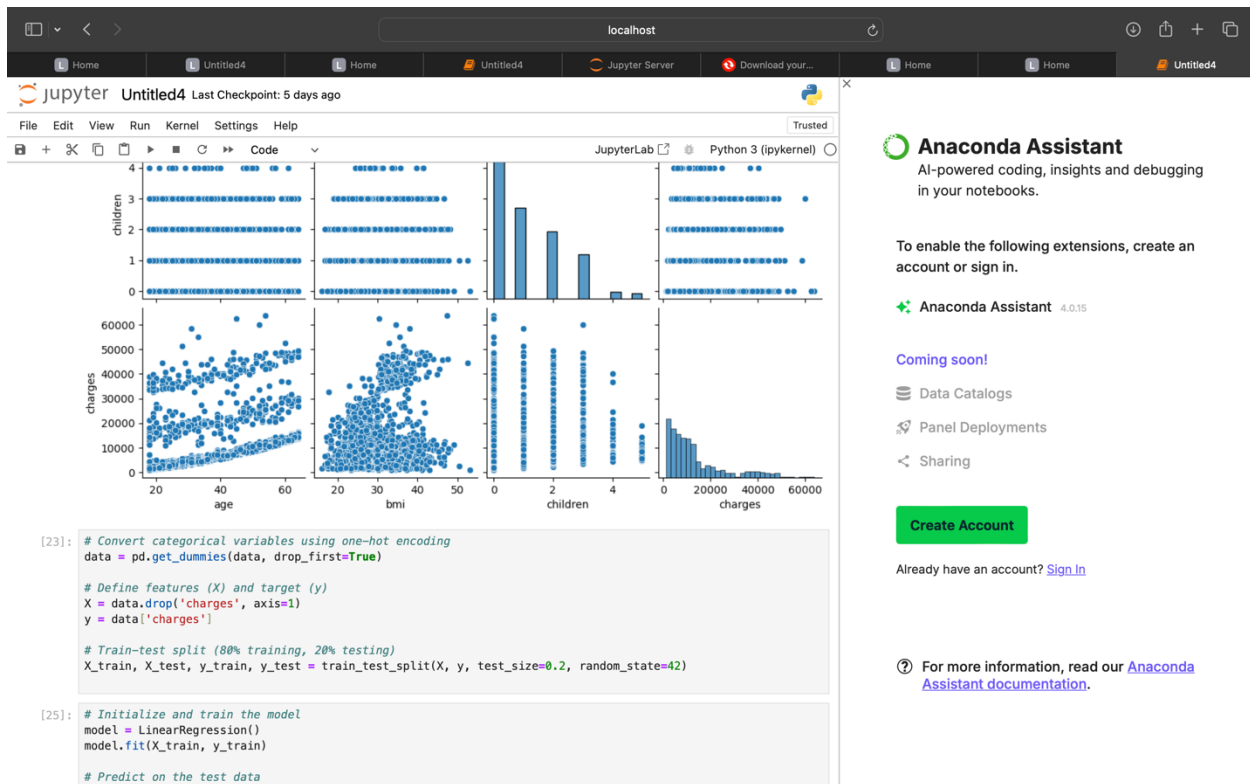 localhost
Home
Untitled4
Home
Untitled4
Jupyter Server
Download your...
Home
Home
Untitled4
jupyter Untitled4 Last Checkpoint: 5 days ago
File Edit View Run Kernel Settings Help
Trusted
Code
JupyterLab
Python 3 (ipykernel)
children
4
3
2
1
0
charges
60000
50000
40000
30000
20000
10000
0
20 40 60
age
20 30 40 50
bmi
0 2 4
children
0 20000 40000 60000
charges
[23]:
# Convert categorical variables using one-hot encoding
data = pd.get_dummies(data, drop_first=True)
# Define features (X) and target (y)
X = data.drop('charges', axis=1)
y = data['charges']
# Train-test split (80% training, 20% testing)
X_train, X_test, y_train, y_test = train_test_split(X, y, test_size=0.2, random_state=42)
[25]:
# Initialize and train the model
model = LinearRegression()
model.fit(X_train, y_train)
# Predict on the test data
Anaconda Assistant
AI-powered coding, insights and debugging
in your notebooks.
To enable the following extensions, create an
account or sign in.
Anaconda Assistant 4.0.15
Coming soon!
Data Catalogs
Panel Deployments
Sharing
Create Account
Already have an account? Sign In
For more information, read our Anaconda
Assistant documentation.